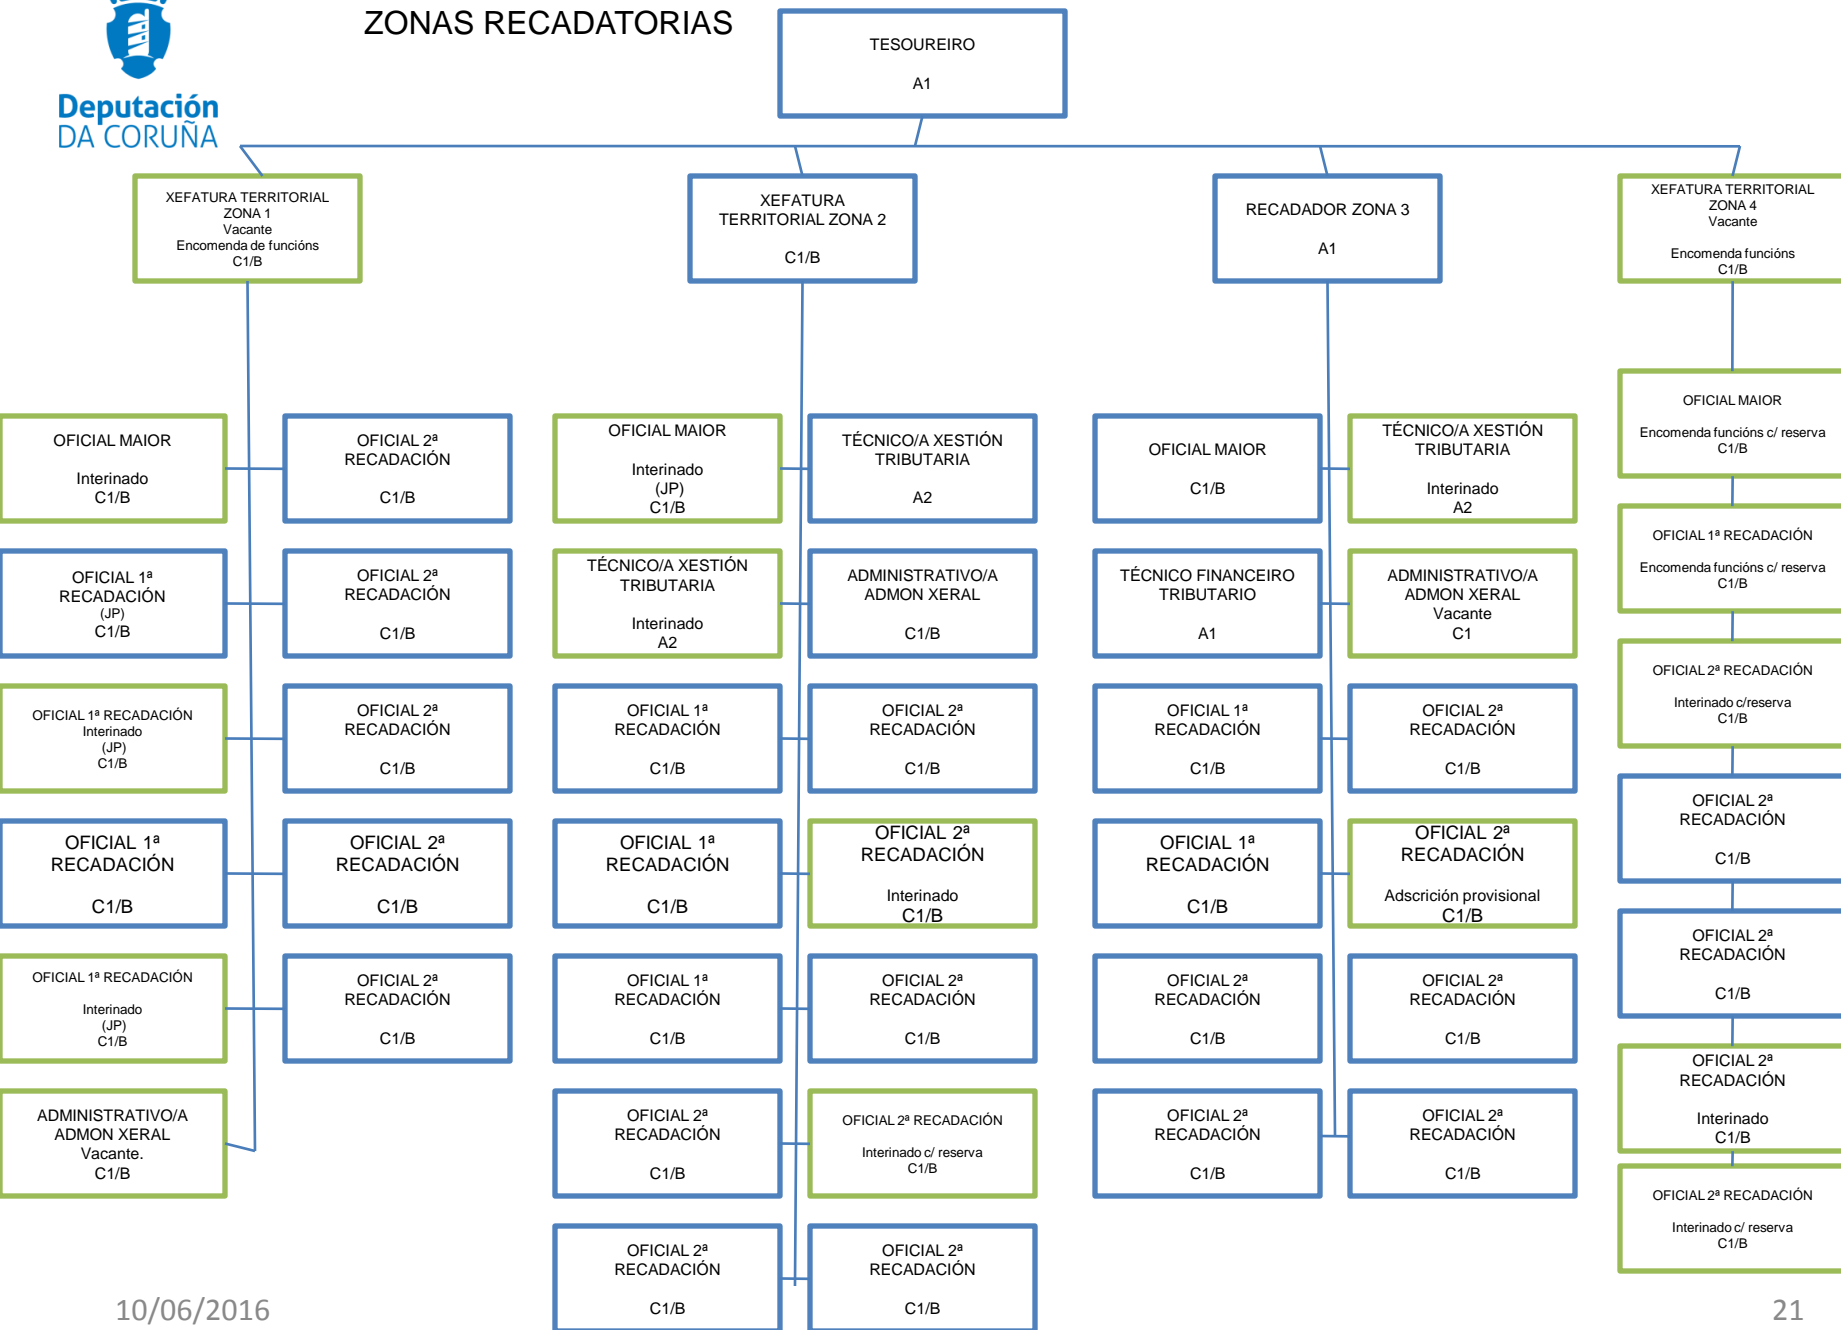 ZONAS RECADATORIAS
Deputación
DA CORUÑA
TESOUREIRO
A1
XEFATURA TERRITORIAL
ZONA 1
Vacante
Encomenda de funcións
C1/B
XEFATURA
TERRITORIAL ZONA 2
C1/B
RECADADOR ZONA 3
A1
XEFATURA TERRITORIAL
ZONA 4
Vacante
Encomenda funcións
C1/B
OFICIAL MAIOR
Interinado
C1/B
OFICIAL 2ª
RECADACIÓN
C1/B
OFICIAL 1ª
RECADACIÓN
(JP)
C1/B
OFICIAL 2ª
RECADACIÓN
C1/B
OFICIAL 1ª RECADACIÓN
Interinado
(JP)
C1/B
OFICIAL 2ª
RECADACIÓN
C1/B
OFICIAL 1ª
RECADACIÓN
C1/B
OFICIAL 2ª
RECADACIÓN
C1/B
OFICIAL 1ª RECADACIÓN
Interinado
(JP)
C1/B
OFICIAL 2ª
RECADACIÓN
C1/B
ADMINISTRATIVO/A
ADMON XERAL
Vacante.
C1/B
OFICIAL MAIOR
Interinado
(JP)
C1/B
TÉCNICO/A XESTIÓN
TRIBUTARIA
A2
TÉCNICO/A XESTIÓN
TRIBUTARIA
Interinado
A2
ADMINISTRATIVO/A
ADMON XERAL
C1/B
OFICIAL 1ª
RECADACIÓN
C1/B
OFICIAL 2ª
RECADACIÓN
C1/B
OFICIAL 1ª
RECADACIÓN
C1/B
OFICIAL 2ª
RECADACIÓN
Interinado
C1/B
OFICIAL 1ª
RECADACIÓN
C1/B
OFICIAL 2ª
RECADACIÓN
C1/B
OFICIAL 2ª
RECADACIÓN
C1/B
OFICIAL 2ª RECADACIÓN
Interinado c/ reserva
C1/B
OFICIAL 2ª
RECADACIÓN
C1/B
OFICIAL 2ª
RECADACIÓN
C1/B
OFICIAL MAIOR
C1/B
TÉCNICO/A XESTIÓN
TRIBUTARIA
Interinado
A2
TÉCNICO FINANCEIRO
TRIBUTARIO
A1
ADMINISTRATIVO/A
ADMON XERAL
Vacante
C1
OFICIAL 1ª
RECADACIÓN
C1/B
OFICIAL 2ª
RECADACIÓN
C1/B
OFICIAL 1ª
RECADACIÓN
C1/B
OFICIAL 2ª
RECADACIÓN
Adscrición provisional
C1/B
OFICIAL 2ª
RECADACIÓN
C1/B
OFICIAL 2ª
RECADACIÓN
C1/B
OFICIAL 2ª
RECADACIÓN
C1/B
OFICIAL 2ª
RECADACIÓN
C1/B
OFICIAL MAIOR
Encomenda funcións c/ reserva
C1/B
OFICIAL 1ª RECADACIÓN
Encomenda funcións c/ reserva
C1/B
OFICIAL 2ª RECADACIÓN
Interinado c/reserva
C1/B
OFICIAL 2ª
RECADACIÓN
C1/B
OFICIAL 2ª
RECADACIÓN
C1/B
OFICIAL 2ª
RECADACIÓN
Interinado
C1/B
OFICIAL 2ª RECADACIÓN
Interinado c/ reserva
C1/B
10/06/2016
21